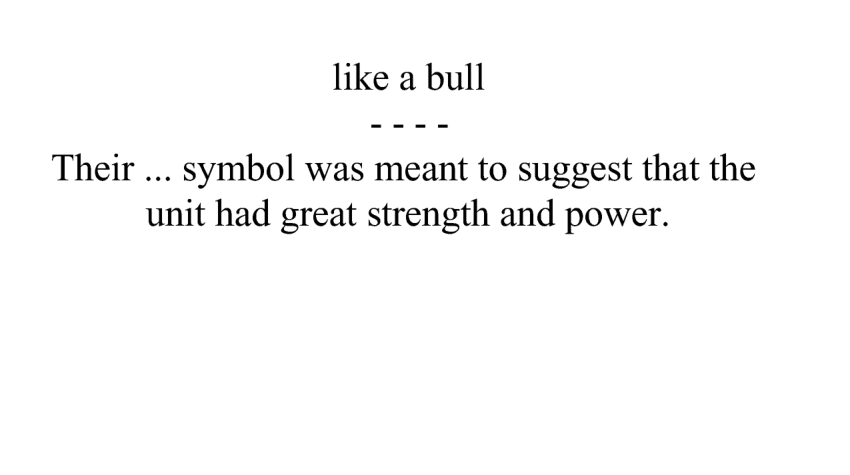 like a bull
- - - -
Their ... symbol was meant to suggest that the
unit had great strength and power.